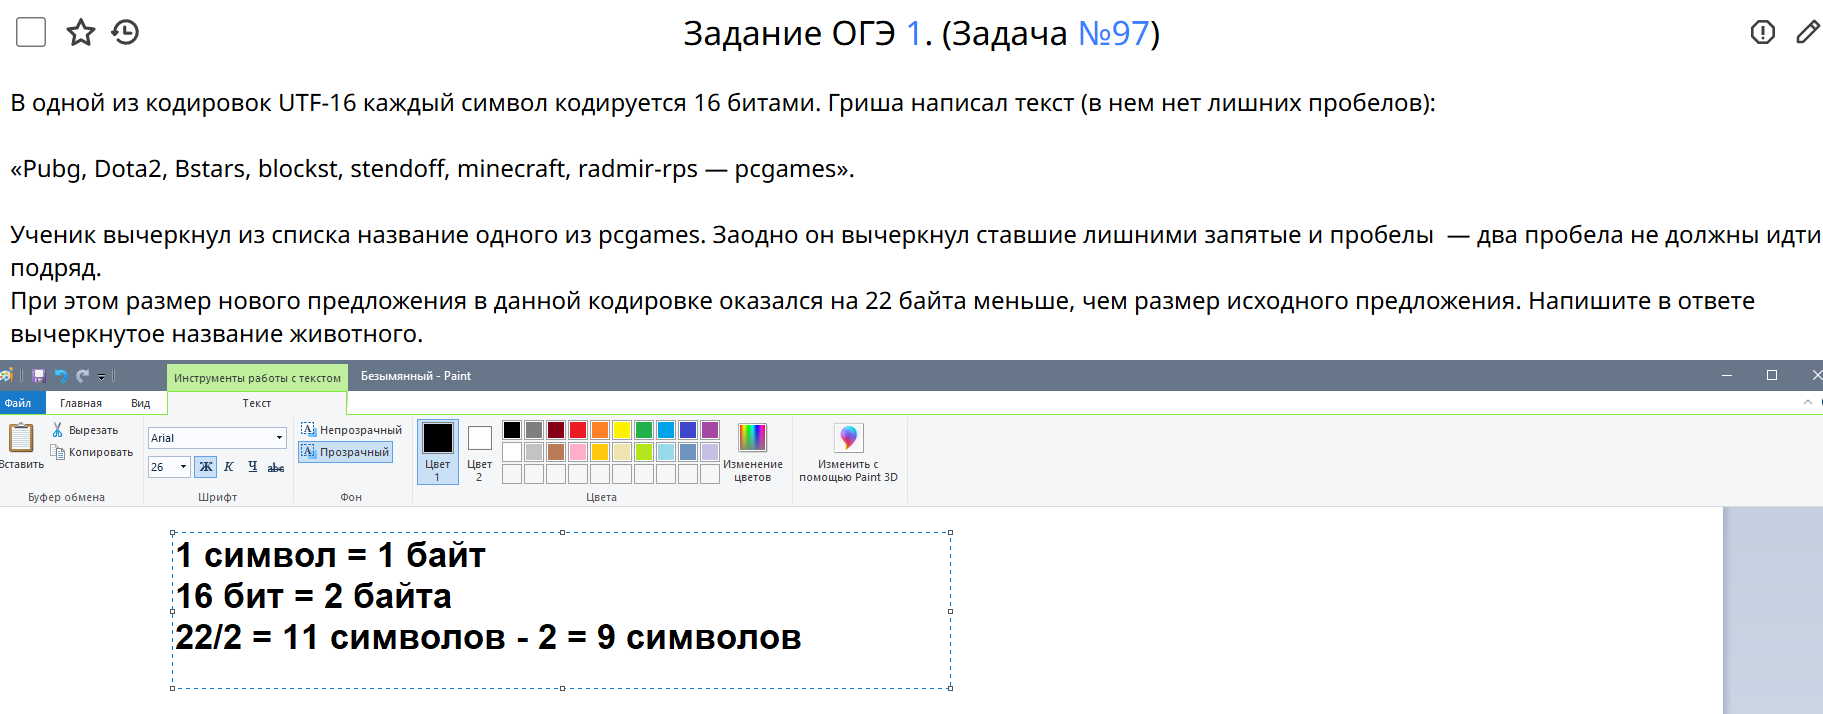 Задание ОГЭ 1. (Задача №97)
В одной из кодировок UTF-16 каждый символ кодируется 16 битами. Гриша написал текст (в нем нет лишних пробелов):
«Pubg, Dota2, Bstars, blockst, stendoff, minecraft, radmir-rps — pcgames».
Ученик вычеркнул из списка название одного из pcgames. Заодно он вычеркнул ставшие лишними запятые и пробелы — два пробела не должны идти
подряд.
При этом размер нового предложения в данной кодировке оказался на 22 байта меньше, чем размер исходного предложения. Напишите в ответе
вычеркнутое название животного.
Инструменты работы с текстом Безымянный - Paint
Файл Главная Вид Текст
Вставить Вырезать Копировать
Arial
26 Ж К Ч abc
Непрозрачный
Прозрачный
Цвет 1 Цвет 2
Изменение цветов
Изменить с помощью Paint 3D
Буфер обмена Шрифт Фон Цвета
1 символ = 1 байт
16 бит = 2 байта
22/2 = 11 символов - 2 = 9 символов